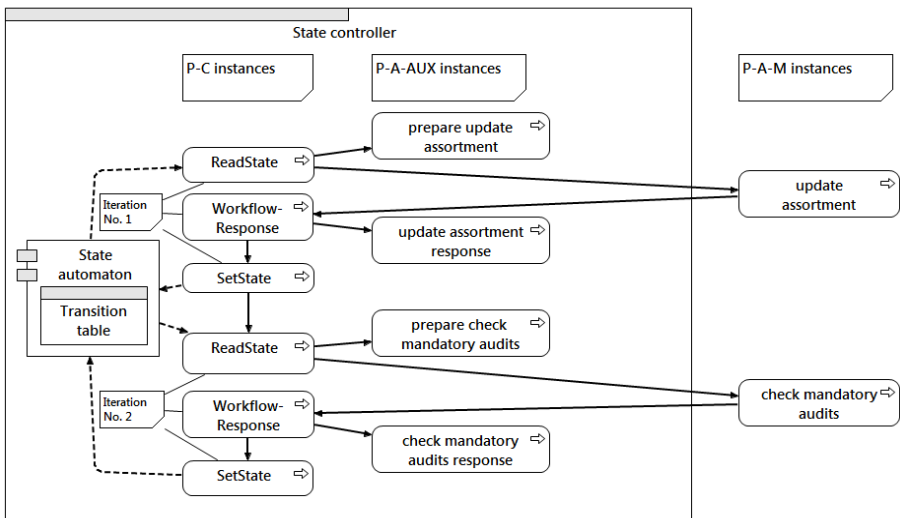 State controller
P-C instances
P-A-AUX instances
P-A-M instances
prepare update
assortment
ReadState
update
assortment
Iteration
No. 1
Workflow-
Response
update assortment
response
State
automaton
SetState
Transition
table
prepare check
mandatory audits
ReadState
check mandatory
audits
Iteration
No. 2
Workflow-
Response
check mandatory
audits response
SetState